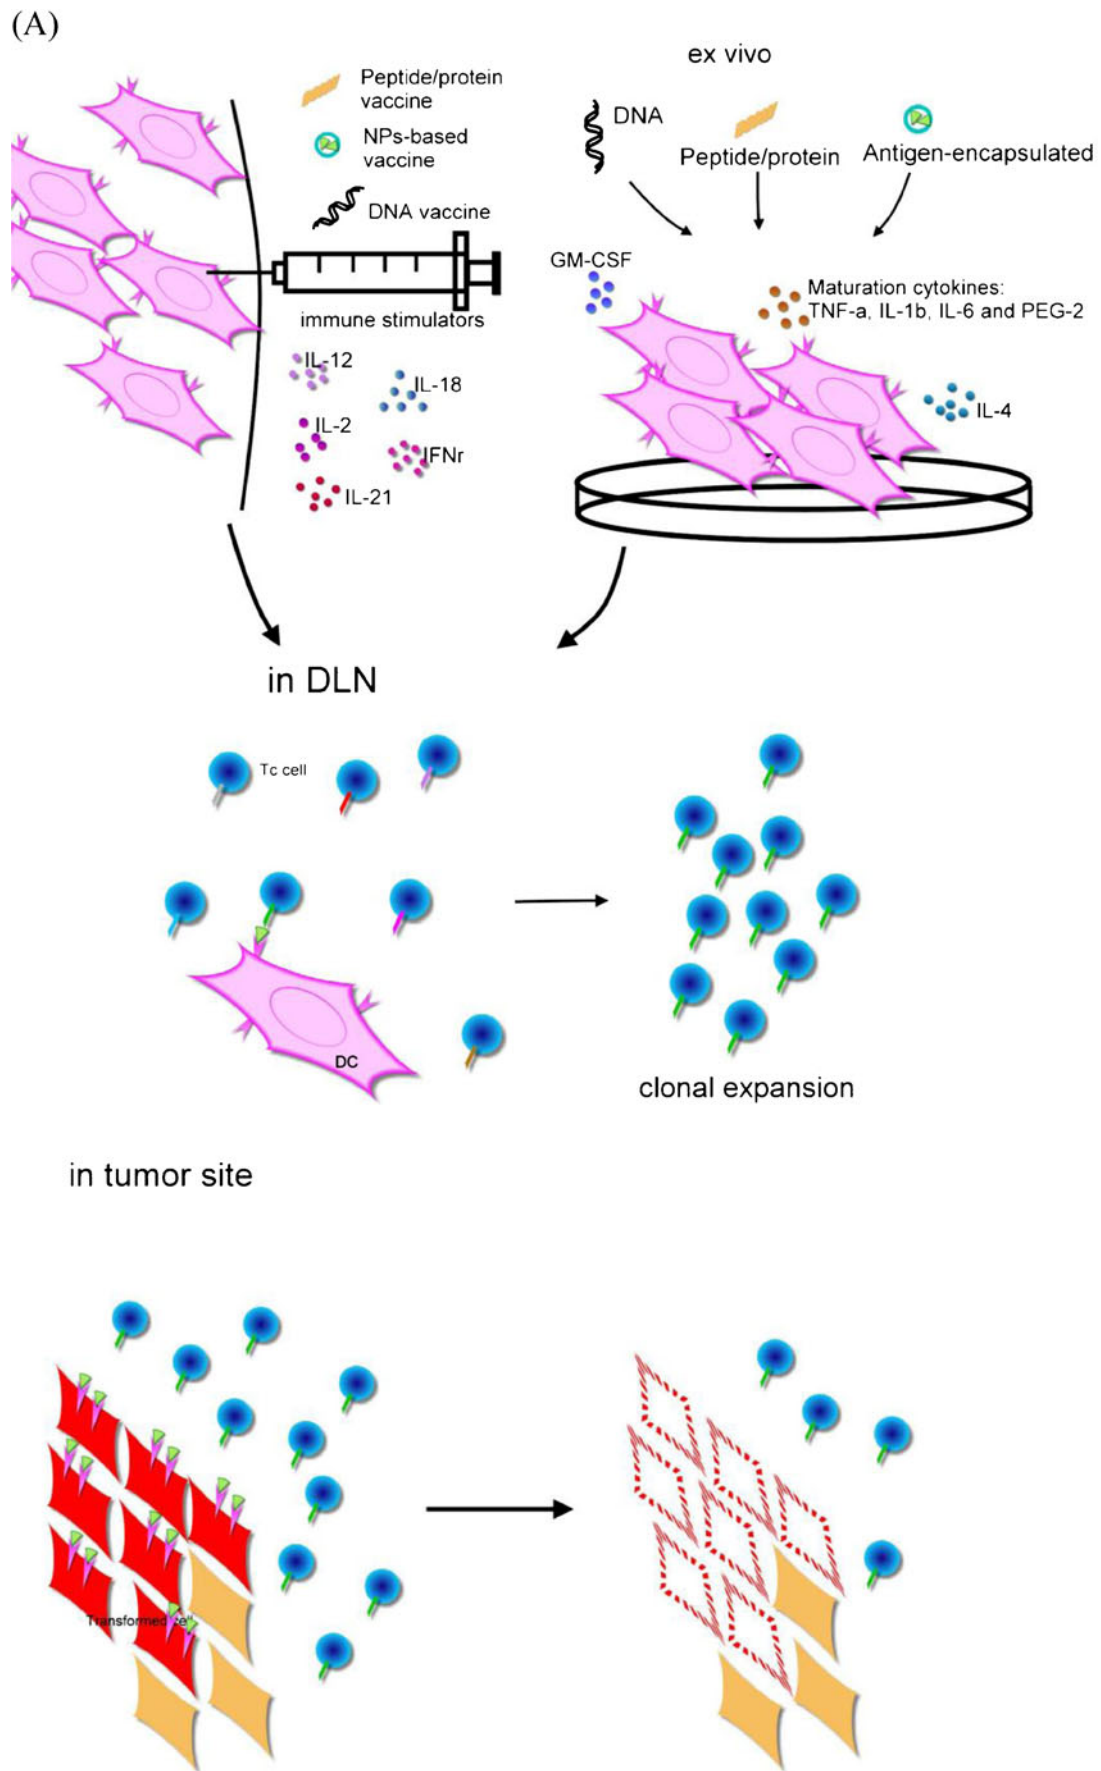 (A)
Peptide/protein
vaccine
NPs-based
vaccine
DNA vaccine
immune stimulators
IL-12
IL-18
IL-2
IFNr
IL-21
ex vivo
DNA
Peptide/protein
Antigen-encapsulated
GM-CSF
Maturation cytokines:
TNF-a, IL-1b, IL-6 and PEG-2
IL-4
in DLN
Tc cell
DC
clonal expansion
in tumor site
Transformed cell